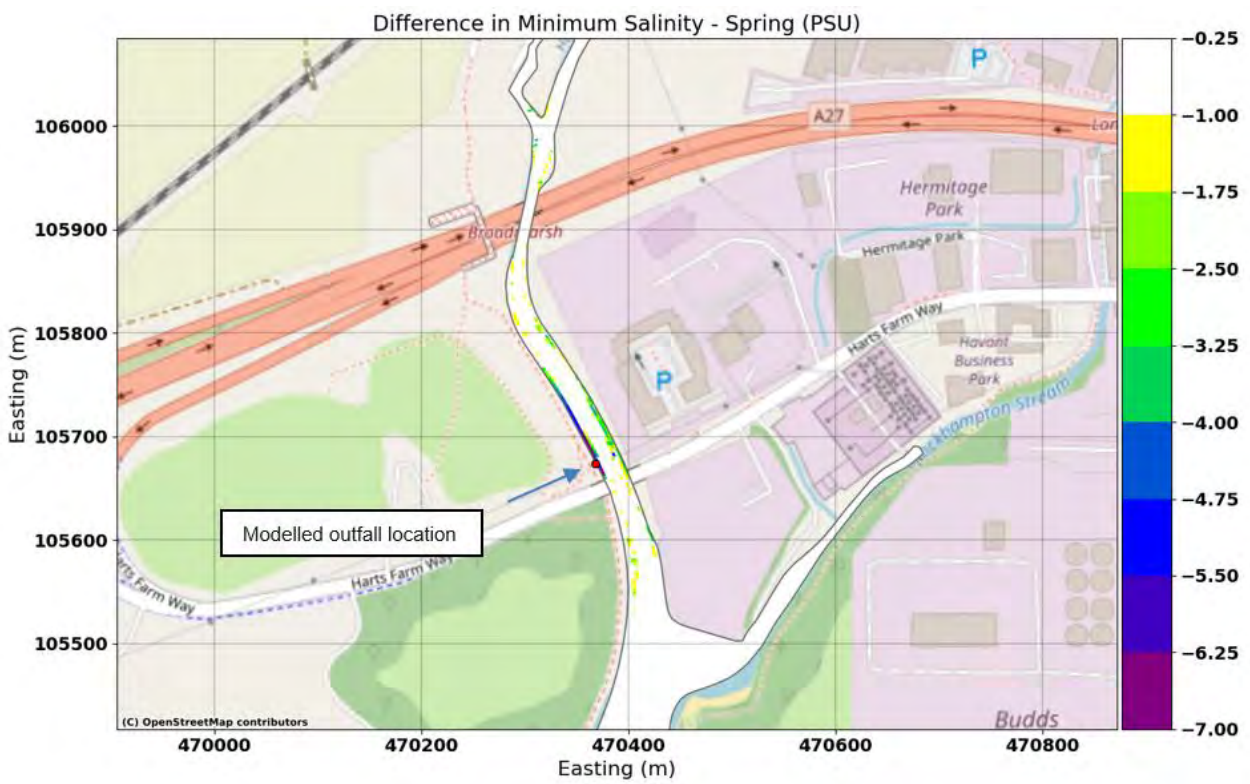 Difference in Minimum Salinity - Spring (PSU)
−0.25
−1.00
−1.75
−2.50
−3.25
−4.00
−4.75
−5.50
−6.25
−7.00
106000
105900
105800
105700
105600
105500
Easting (m)
P
A27
Hermitage
Park
Hermitage Park
Broadmarsh
Harts Farm Way
Havant
Business
Park
P
Modelled outfall location
Harts Farm Way
Stream
Budds
(C) OpenStreetMap contributors
470000
470200
470400
470600
470800
Easting (m)